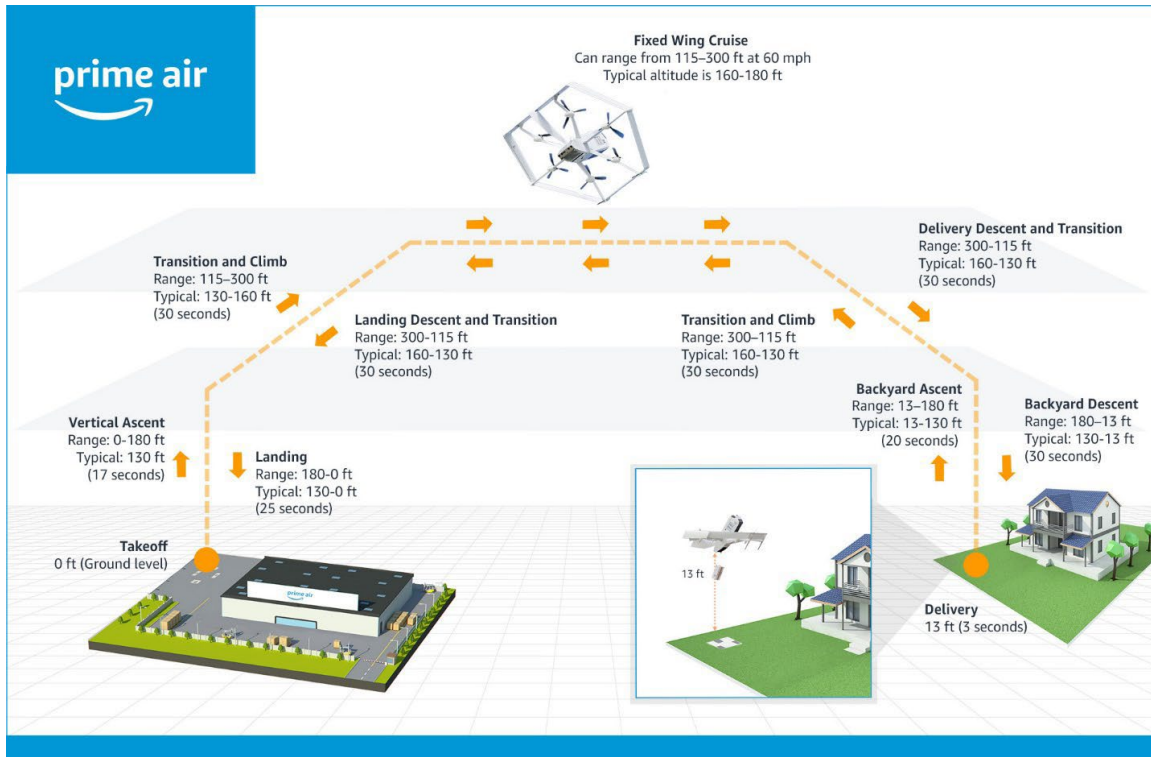 prime air
Fixed Wing Cruise
Can range from 115–300 ft at 60 mph
Typical altitude is 160-180 ft
Transition and Climb
Range: 115–300 ft
Typical: 130-160 ft
(30 seconds)
Landing Descent and Transition
Range: 300-115 ft
Typical: 160-130 ft
(30 seconds)
Transition and Climb
Range: 300–115 ft
Typical: 160-130 ft
(30 seconds)
Delivery Descent and Transition
Range: 300-115 ft
Typical: 160-130 ft
(30 seconds)
Vertical Ascent
Range: 0-180 ft
Typical: 130 ft
(17 seconds)
Landing
Range: 180-0 ft
Typical: 130-0 ft
(25 seconds)
Backyard Ascent
Range: 13–180 ft
Typical: 13-130 ft
(20 seconds)
Backyard Descent
Range: 180–13 ft
Typical: 130-13 ft
(30 seconds)
Takeoff
0 ft (Ground level)
prime air
13 ft
Delivery
13 ft (3 seconds)